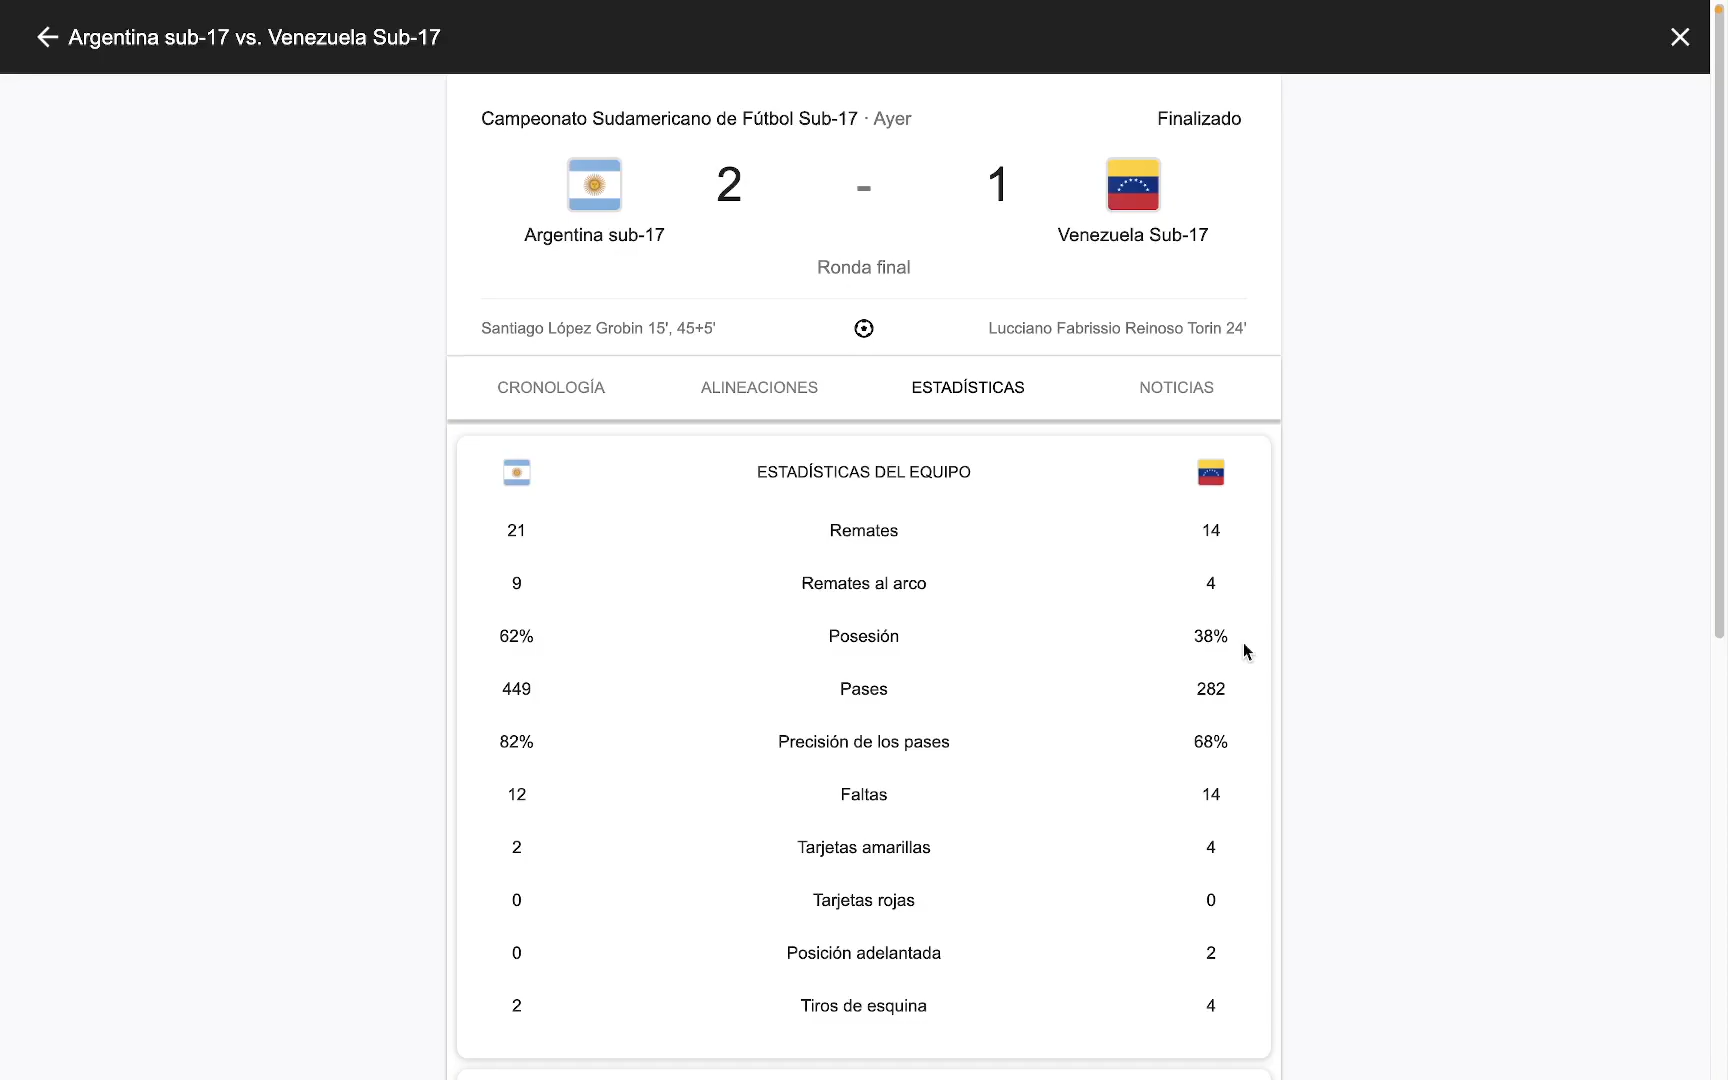 Argentina sub-17 vs. Venezuela Sub-17
Campeonato Sudamericano de Fútbol Sub-17 · Ayer Finalizado
2 - 1
Argentina sub-17 Venezuela Sub-17
Ronda final
Santiago López Grobin 15', 45+5' Lucciano Fabrissio Reinoso Torin 24'
CRONOLOGÍA ALINEACIONES ESTADÍSTICAS NOTICIAS
ESTADÍSTICAS DEL EQUIPO
21 Remates 14
9 Remates al arco 4
62% Posesión 38%
449 Pases 282
82% Precisión de los pases 68%
12 Faltas 14
2 Tarjetas amarillas 4
0 Tarjetas rojas 0
0 Posición adelantada 2
2 Tiros de esquina 4